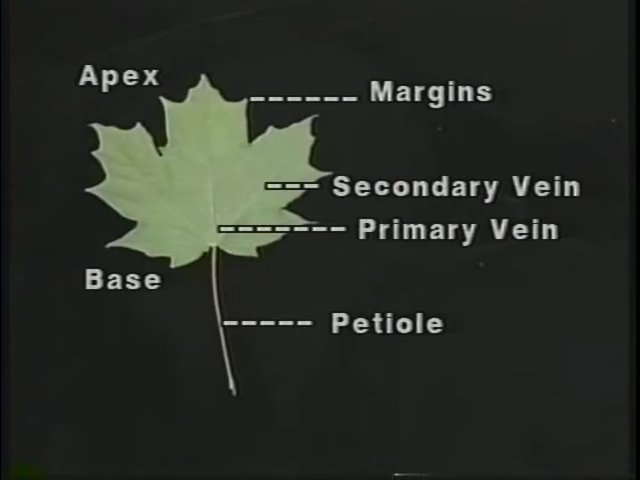 Apex
Margins
Secondary Vein
Primary Vein
Base
Petiole